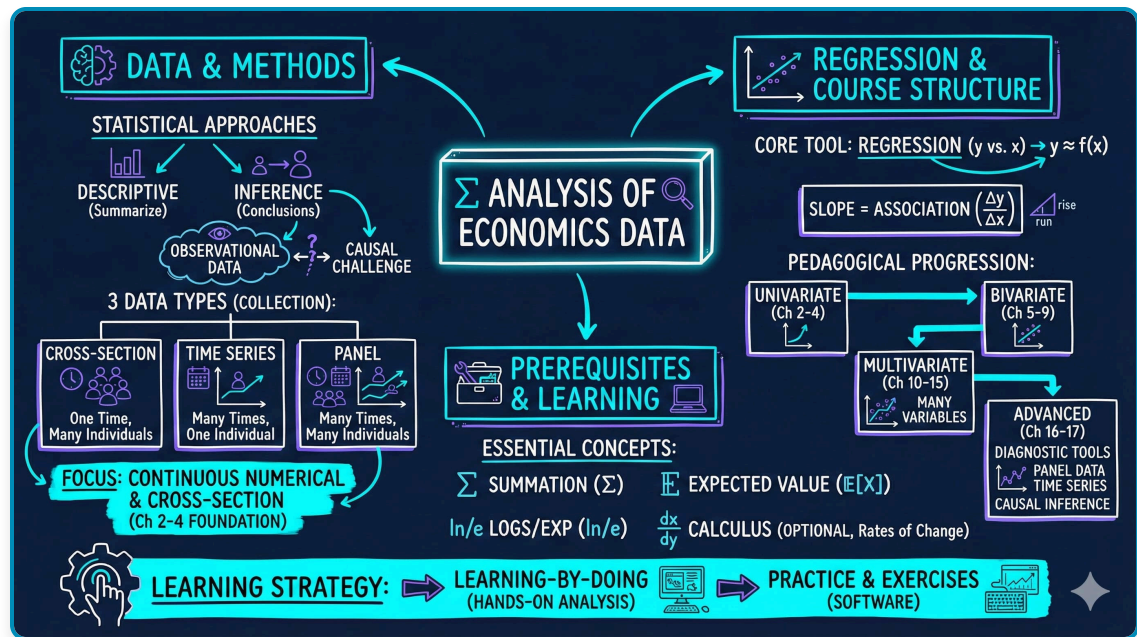 DATA & METHODS
STATISTICAL APPROACHES
DESCRIPTIVE
(Summarize)
INFERENCE
(Conclusions)
OBSERVATIONAL
DATA
?
CAUSAL
CHALLENGE
3 DATA TYPES (COLLECTION):
CROSS-SECTION
One Time,
Many Individuals
TIME SERIES
Many Times,
One Individual
PANEL
Many Times,
Many Individuals
FOCUS: CONTINUOUS NUMERICAL
& CROSS-SECTION
(Ch 2-4 FOUNDATION)
Σ ANALYSIS OF
ECONOMICS DATA
REGRESSION &
COURSE STRUCTURE
CORE TOOL: REGRESSION (y vs. x) → y ≈ f(x)
SLOPE = ASSOCIATION (Δy/Δx)
rise
run
PEDAGOGICAL PROGRESSION:
UNIVARIATE
(Ch 2-4)
BIVARIATE
(Ch 5-9)
MULTIVARIATE
(Ch 10-15)
MANY
VARIABLES
ADVANCED
(Ch 16-17)
DIAGNOSTIC TOOLS
PANEL DATA
TIME SERIES
CAUSAL INFERENCE
PREREQUISITES
& LEARNING
ESSENTIAL CONCEPTS:
Σ SUMMATION (Σ)
𝔼 EXPECTED VALUE (𝔼[X])
ln/e LOGS/EXP (ln/e)
dx/dy CALCULUS (OPTIONAL, Rates of Change)
LEARNING STRATEGY:
LEARNING-BY-DOING
(HANDS-ON ANALYSIS)
PRACTICE & EXERCISES
(SOFTWARE)